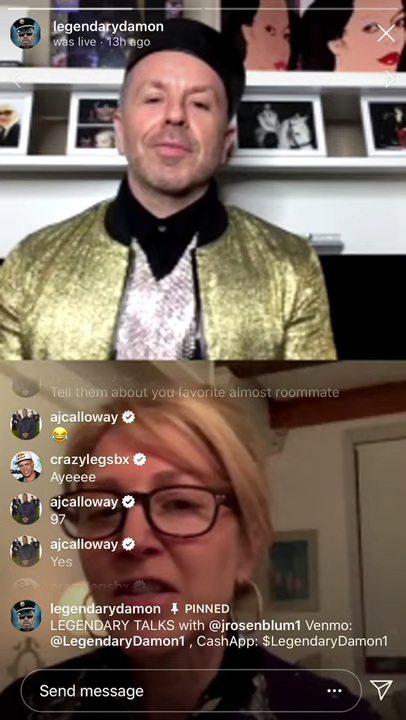 legendarydamon
was live · 13h ago
Tell them about you favorite almost roommate
ajcalloway
😂
crazylegsbx
Ayeeee
ajcalloway
97
ajcalloway
Yes
crazylegsbx
legendarydamon PINNED
LEGENDARY TALKS with @jrosenblum1 Venmo:
@LegendaryDamon1 , CashApp: $LegendaryDamon1
Send message